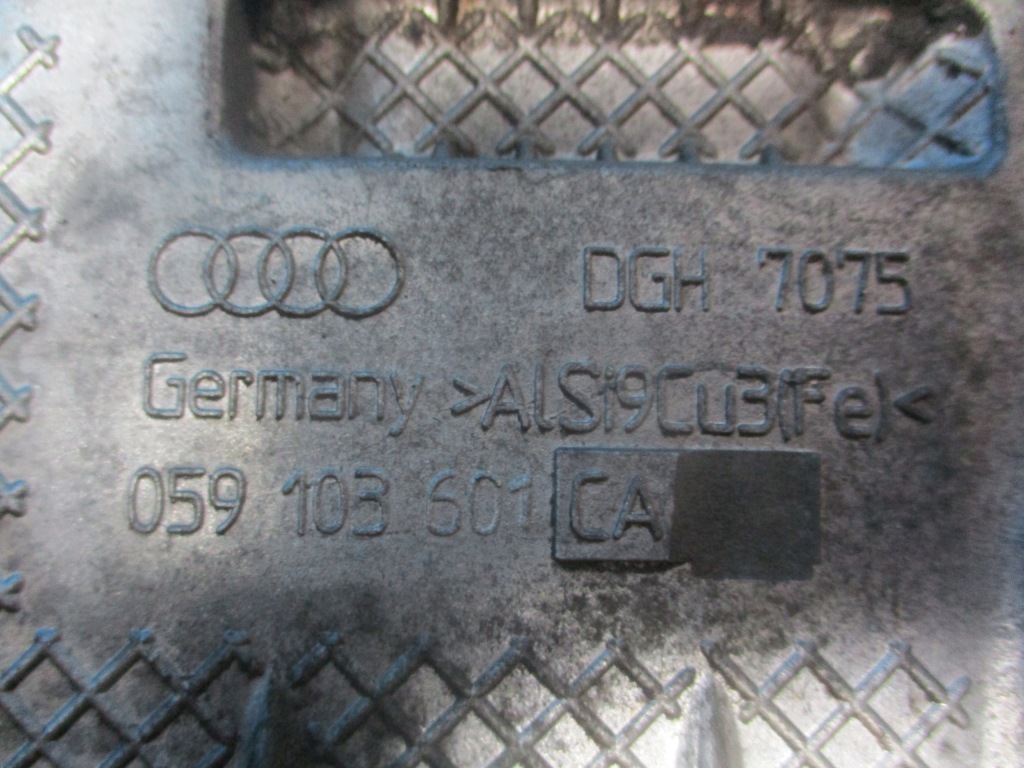 DGH 7075
Germany >AlSi9Cu3(Fe)<
059 103 601 CA